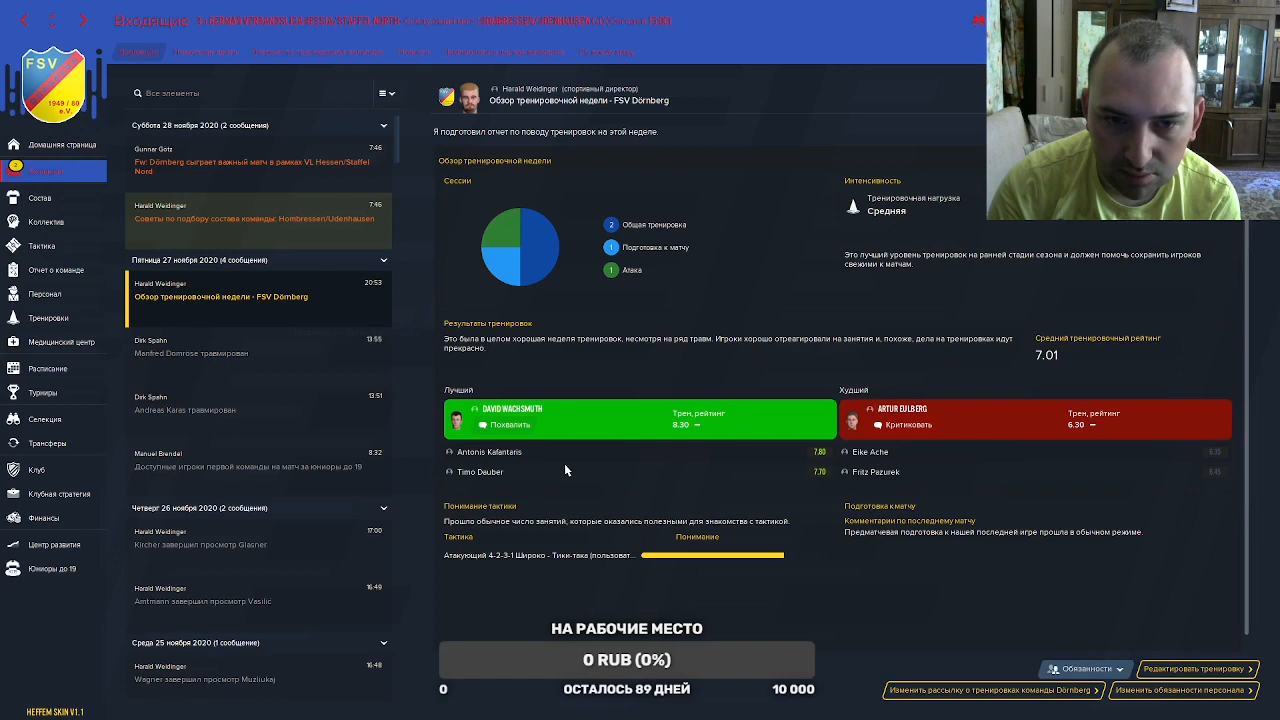 Входящие
FSV
1949 / 80
e.V.
Домашняя страница
2
Состав
Коллектив
Тактика
Отчет о команде
Персонал
Тренировки
Медицинский центр
Расписание
Турниры
Селекция
Трансферы
Клуб
Клубная стратегия
Финансы
Центр развития
Юниоры до 19
HEFFEM SKIN V1.1
Все элементы
Суббота 28 ноября 2020 (2 сообщения)
Gunnar Götz 7:46
Fw: Dörnberg сыграет важный матч в рамках VL Hessen/Staffel
Nord
Harald Weidinger 7:46
Советы по подбору состава команды: Hombressen/Udenhausen
Пятница 27 ноября 2020 (4 сообщения)
Harald Weidinger 20:53
Обзор тренировочной недели - FSV Dörnberg
Dirk Spahn 13:55
Manfred Domrose травмирован
Dirk Spahn 13:51
Andreas Karas травмирован
Manuel Brendel 8:32
Доступные игроки первой команды на матч за юниоры до 19
Четверг 26 ноября 2020 (2 сообщения)
Harald Weidinger 17:00
Kircher завершил просмотр Glasner
Harald Weidinger 16:49
Amtmann завершил просмотр Vasilic
Среда 25 ноября 2020 (1 сообщение)
Harald Weidinger 16:48
Wagner завершил просмотр Muzliukaj
Harald Weidinger (спортивный директор)
Обзор тренировочной недели - FSV Dörnberg
Я подготовил отчет по поводу тренировок на этой неделе.
Обзор тренировочной недели
Сессии
2 Общая тренировка
1 Подготовка к матчу
1 Атака
Интенсивность
Тренировочная нагрузка
Средняя
Это лучший уровень тренировок на ранней стадии сезона и должен помочь сохранить игроков
свежими к матчам.
Результаты тренировок
Это была в целом хорошая неделя тренировок, несмотря на ряд травм. Игроки хорошо отреагировали на занятия и, похоже, дела на тренировках идут
прекрасно.
Средний тренировочный рейтинг
7.01
Лучший
DAVID WACHSMUTH
Похвалить
Трен, рейтинг
8.30
Antonis Kafantaris 7.80
Timo Dauber 7.70
Худший
ARTUR EULBERG
Критиковать
Трен, рейтинг
6.30
Eike Ache 6.35
Fritz Pazurek 6.45
Понимание тактики
Прошло обычное число занятий, которые оказались полезными для знакомства с тактикой.
Тактика Понимание
Атакующий 4-2-3-1 Широко - Тики-така (пользоват...
Подготовка к матчу
Комментарии по последнему матчу
Предматчевая подготовка к нашей последней игре прошла в обычном режиме.
НА РАБОЧИЕ МЕСТО
0 RUB (0%)
0 ОСТАЛОСЬ 89 ДНЕЙ 10 000
Обязанности
Редактировать тренировку
Изменить рассылку о тренировках команды Dörnberg
Изменить обязанности персонала